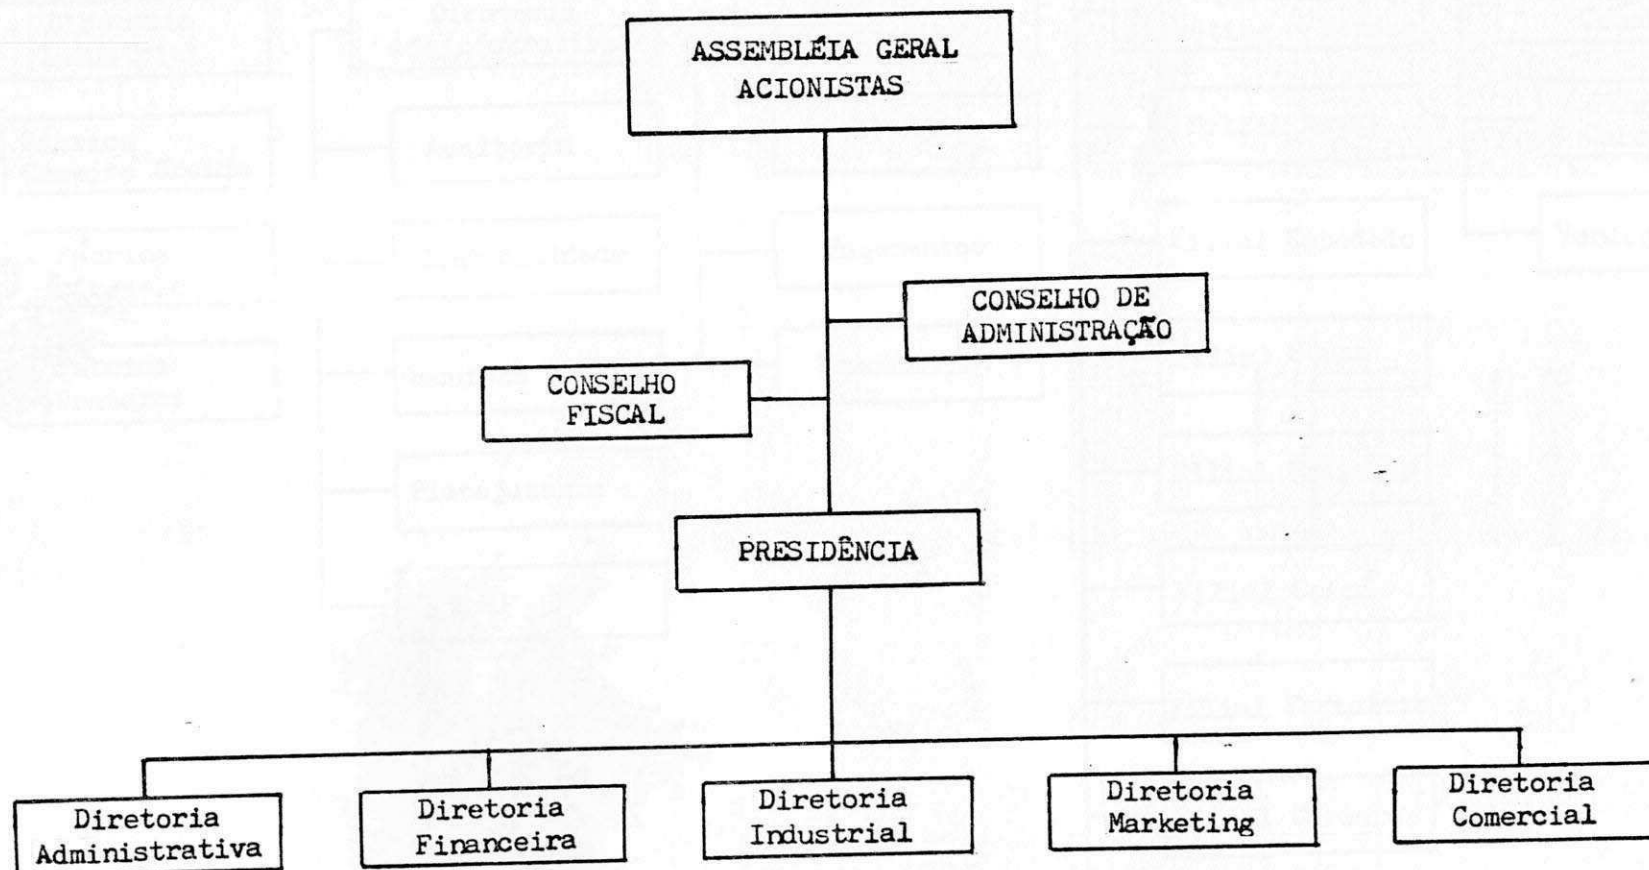 ASSEMBLÉIA GERAL
ACIONISTAS
CONSELHO DE
ADMINISTRAÇÃO
CONSELHO
FISCAL
PRESIDÊNCIA
Diretoria
Administrativa
Diretoria
Financeira
Diretoria
Industrial
Diretoria
Marketing
Diretoria
Comercial